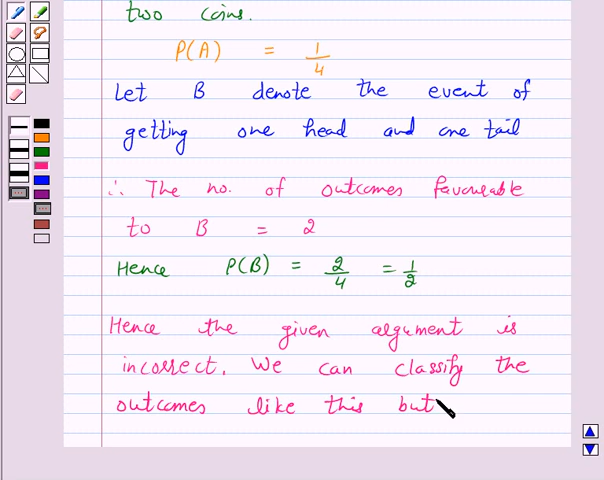 two coins.
P(A) = 1/4
Let B denote the event of
getting one head and one tail
∴ The no. of outcomes favourable
to B = 2
Hence P(B) = 2/4 = 1/2
Hence the given argument is
incorrect. We can classify the
outcomes like this but